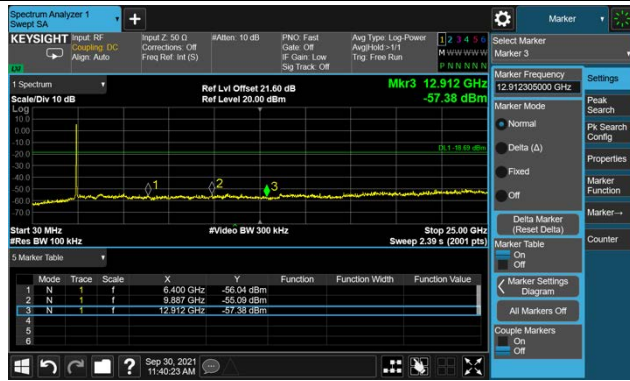 Spectrum Analyzer 1
Swept SA
Marker
KEYSIGHT
Input: RF
Coupling: DC
Align: Auto
Input Z: 50 Ω
Corrections: Off
Freq Ref: Int (S)
#Atten: 10 dB
PNO: Fast
Gate: Off
IF Gain: Low
Sig Track: Off
Avg Type: Log-Power
Avg|Hold:>1/1
Trig: Free Run
1 2 3 4 5 6
M W W W W W
P N N N N N
Select Marker
Marker 3
1 Spectrum
Scale/Div 10 dB
Ref Lvl Offset 21.60 dB
Ref Level 20.00 dBm
Mkr3 12.912 GHz
-57.38 dBm
Log
10.0
0.00
-10.0
-20.0
-30.0
-40.0
-50.0
-60.0
-70.0
DL1 -18.69 dBm
1
2
3
Start 30 MHz
#Res BW 100 kHz
#Video BW 300 kHz
Stop 25.00 GHz
Sweep 2.39 s (2001 pts)
5 Marker Table
Mode Trace Scale X Y Function Function Width Function Value
1 N 1 f 6.400 GHz -56.04 dBm
2 N 1 f 9.887 GHz -55.09 dBm
3 N 1 f 12.912 GHz -57.38 dBm
4
5
6
Marker Frequency
12.912305000 GHz
Marker Mode
Normal
Delta (Δ)
Fixed
Off
Delta Marker
(Reset Delta)
Marker Table
On
Off
Marker Settings
Diagram
All Markers Off
Couple Markers
On
Off
Settings
Peak
Search
Pk Search
Config
Properties
Marker
Function
Marker→
Counter
Sep 30, 2021
11:40:23 AM